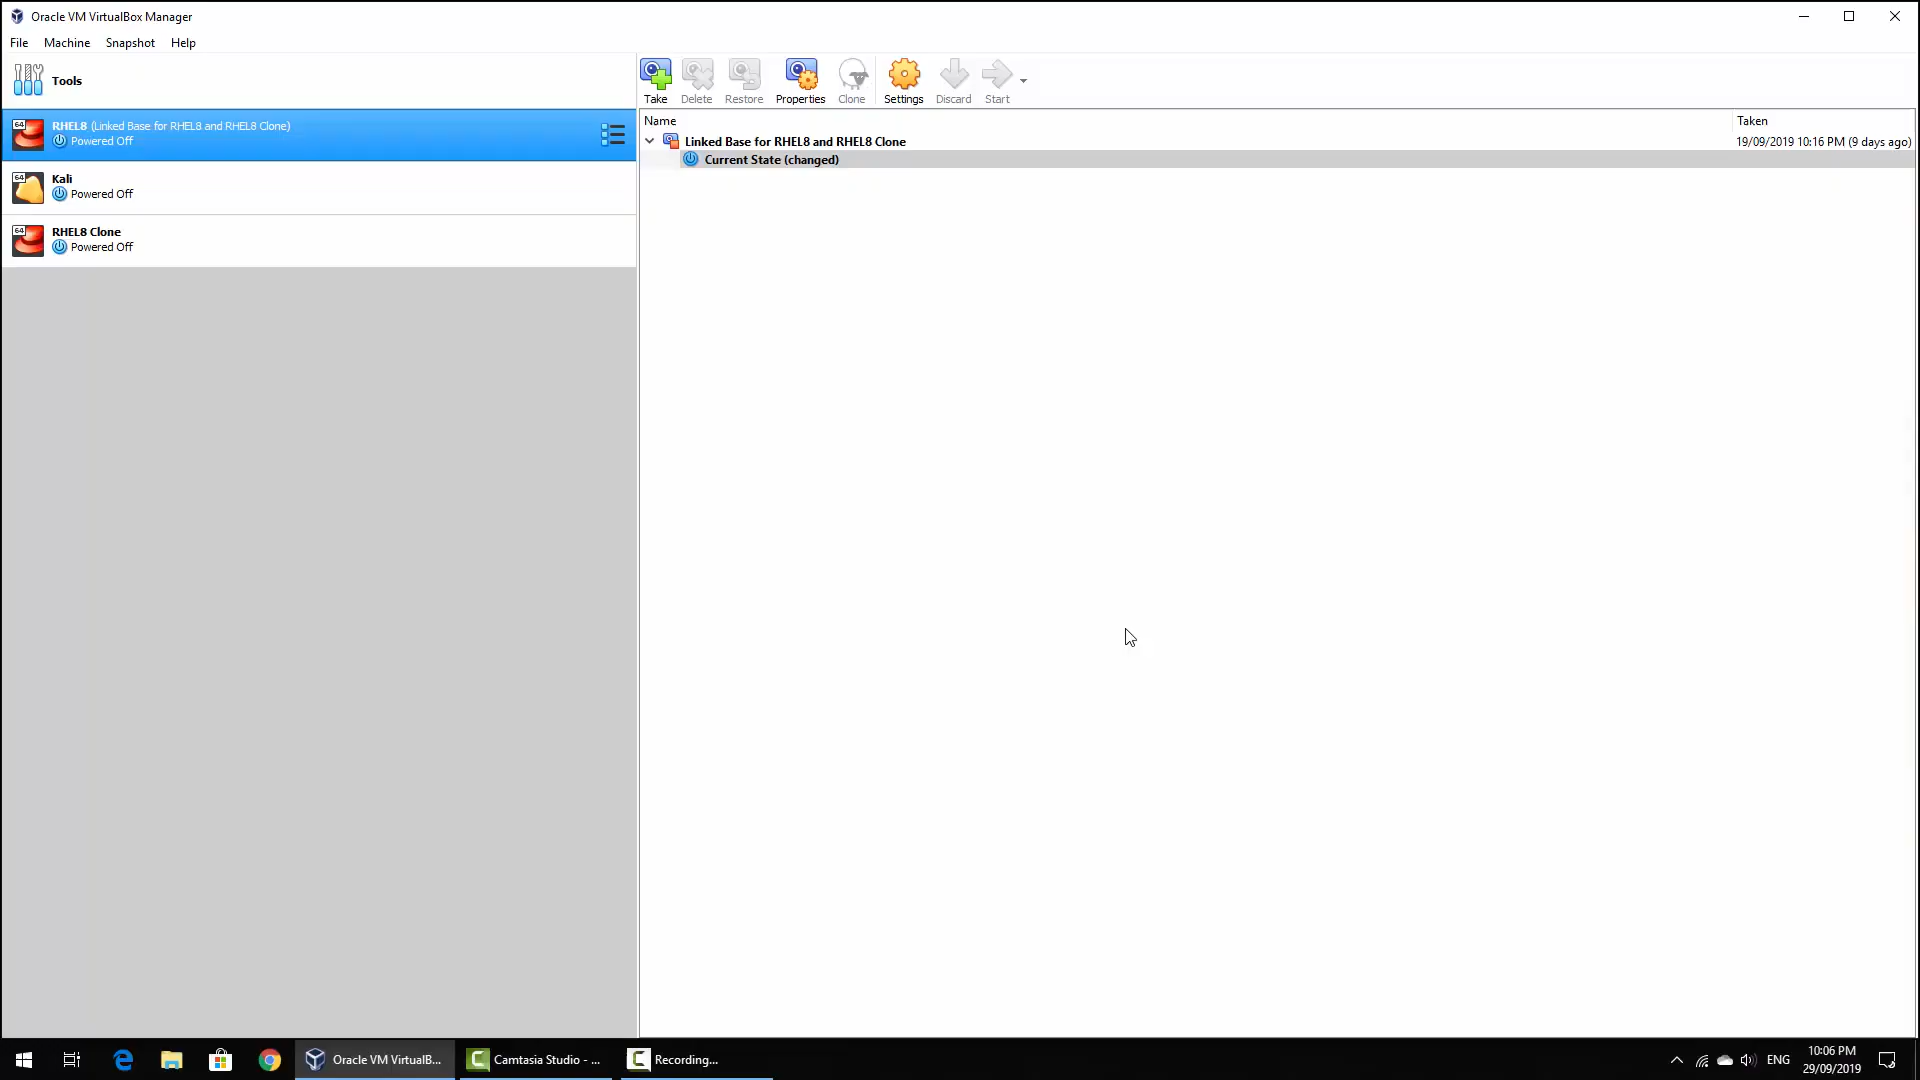 Oracle VM VirtualBox Manager
File Machine Snapshot Help
Tools
Take Delete Restore Properties Clone Settings Discard Start
64 RHEL8 (Linked Base for RHEL8 and RHEL8 Clone)
Powered Off
64 Kali
Powered Off
64 RHEL8 Clone
Powered Off
Name Taken
Linked Base for RHEL8 and RHEL8 Clone 19/09/2019 10:16 PM (9 days ago)
Current State (changed)
Oracle VM VirtualB... Camtasia Studio - ... Recording... ENG 10:06 PM
29/09/2019